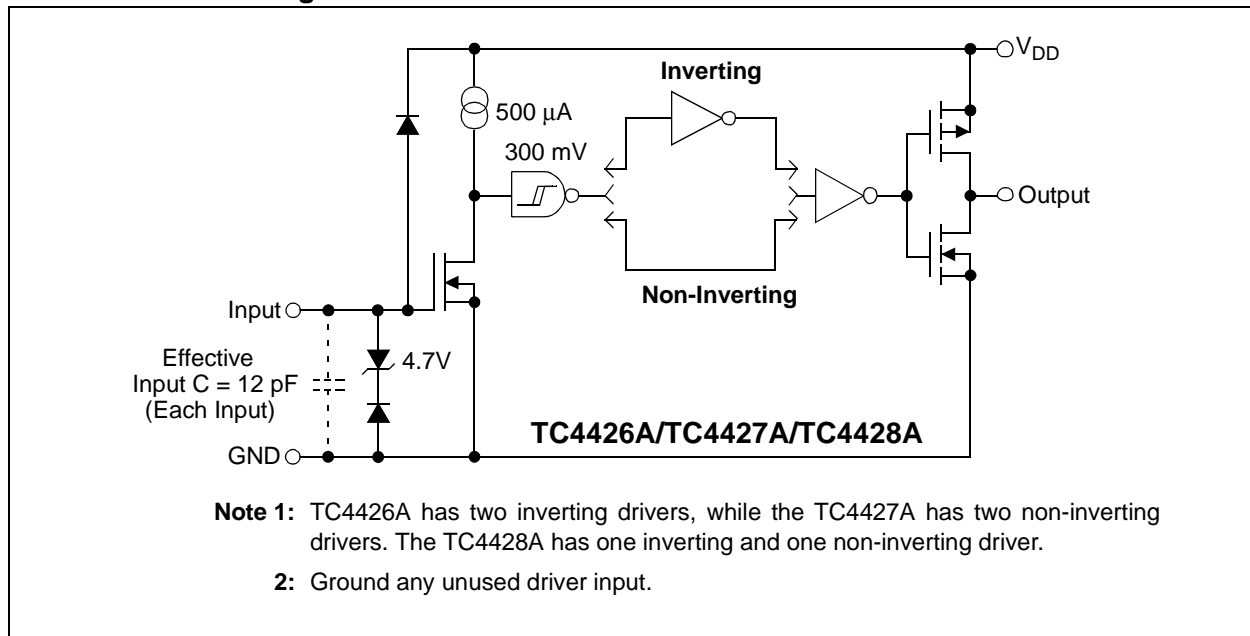 g
V_DD
Inverting
500 μA
300 mV
Output
Non-Inverting
Input
Effective
Input C = 12 pF
(Each Input)
4.7V
TC4426A/TC4427A/TC4428A
GND
Note 1: TC4426A has two inverting drivers, while the TC4427A has two non-inverting
drivers. The TC4428A has one inverting and one non-inverting driver.
2: Ground any unused driver input.